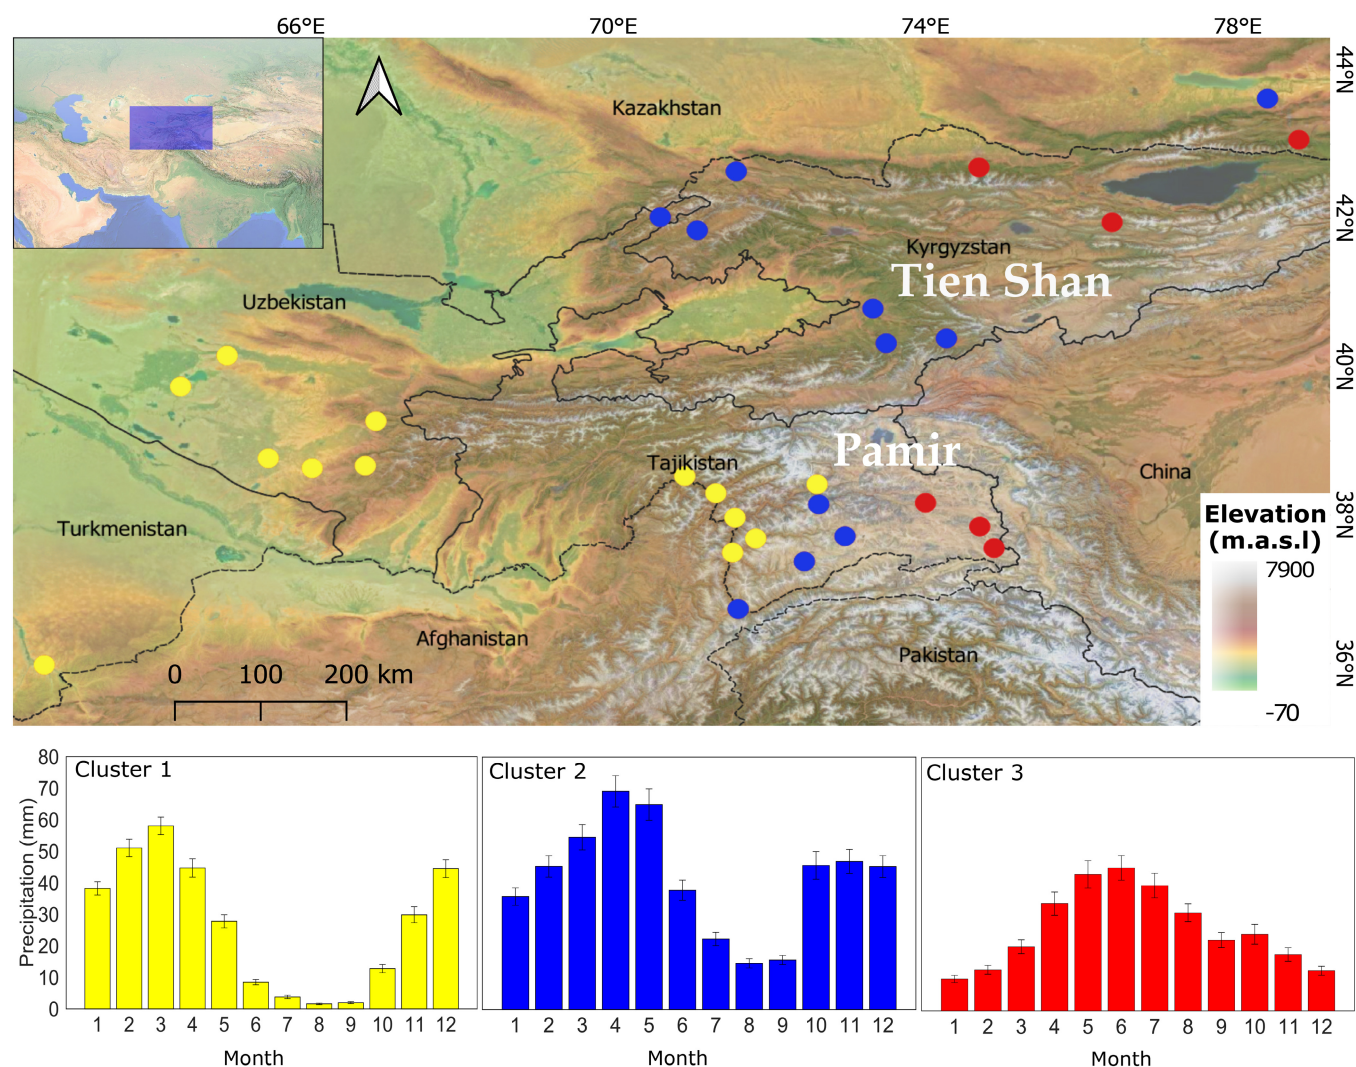 66°E 70°E 74°E 78°E
44°N
Kazakhstan
42°N
Kyrgyzstan
Tien Shan
Uzbekistan
40°N
Pamir
Tajikistan
China
38°N
Turkmenistan
Elevation
(m.a.s.l)
7900
-70
Afghanistan
Pakistan
36°N
0 100 200 km
Precipitation (mm)
80
70
60
50
40
30
20
10
0
Cluster 1
1 2 3 4 5 6 7 8 9 10 11 12
Month
Cluster 2
1 2 3 4 5 6 7 8 9 10 11 12
Month
Cluster 3
1 2 3 4 5 6 7 8 9 10 11 12
Month